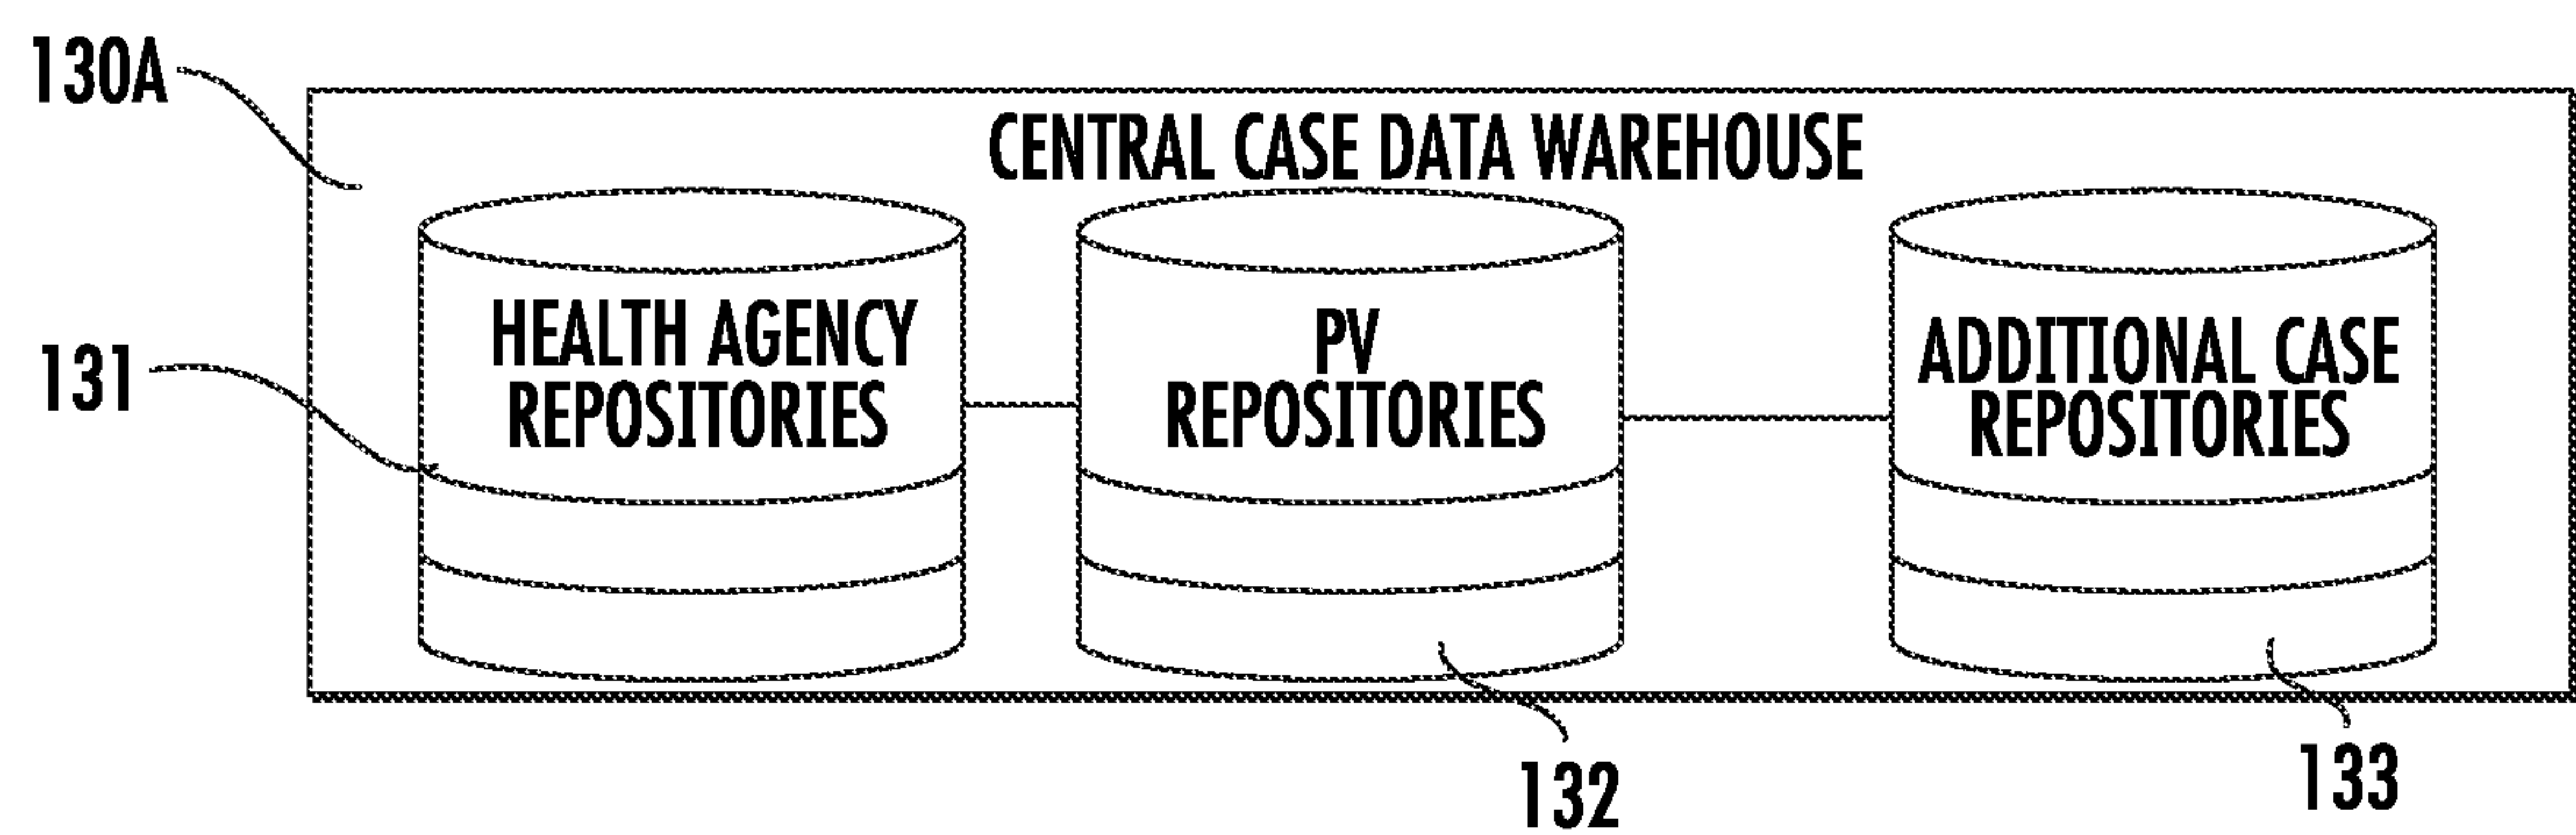 130A
CENTRAL CASE DATA WAREHOUSE
HEALTH AGENCY
REPOSITORIES
PV
REPOSITORIES
ADDITIONAL CASE
REPOSITORIES
131
132
133